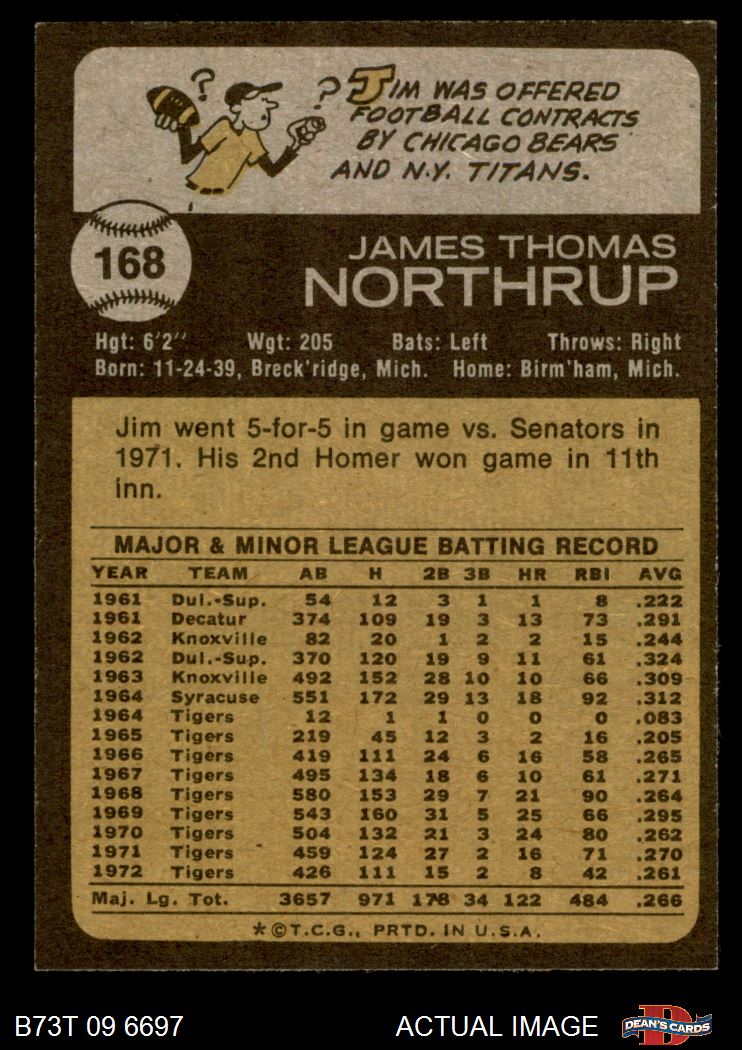 ? ? JIM WAS OFFERED
FOOTBALL CONTRACTS
BY CHICAGO BEARS
AND N.Y. TITANS.
168
JAMES THOMAS
NORTHRUP
Hgt: 6'2" Wgt: 205 Bats: Left Throws: Right
Born: 11-24-39, Breck'ridge, Mich. Home: Birm'ham, Mich.
Jim went 5-for-5 in game vs. Senators in
1971. His 2nd Homer won game in 11th
inn.
MAJOR & MINOR LEAGUE BATTING RECORD
YEAR TEAM AB H 2B 3B HR RBI AVG
1961 Dul.-Sup. 54 12 3 1 1 8 .222
1961 Decatur 374 109 19 3 13 73 .291
1962 Knoxville 82 20 1 2 2 15 .244
1962 Dul.-Sup. 370 120 19 9 11 61 .324
1963 Knoxville 492 152 28 10 10 66 .309
1964 Syracuse 551 172 29 13 18 92 .312
1964 Tigers 12 1 1 0 0 0 .083
1965 Tigers 219 45 12 3 2 16 .205
1966 Tigers 419 111 24 6 16 58 .265
1967 Tigers 495 134 18 6 10 61 .271
1968 Tigers 580 153 29 7 21 90 .264
1969 Tigers 543 160 31 5 25 66 .295
1970 Tigers 504 132 21 3 24 80 .262
1971 Tigers 459 124 27 2 16 71 .270
1972 Tigers 426 111 15 2 8 42 .261
Maj. Lg. Tot. 3657 971 178 34 122 484 .266
*©T.C.G., PRTD. IN U.S.A.
B73T 09 6697 ACTUAL IMAGE D DEAN'S CARDS